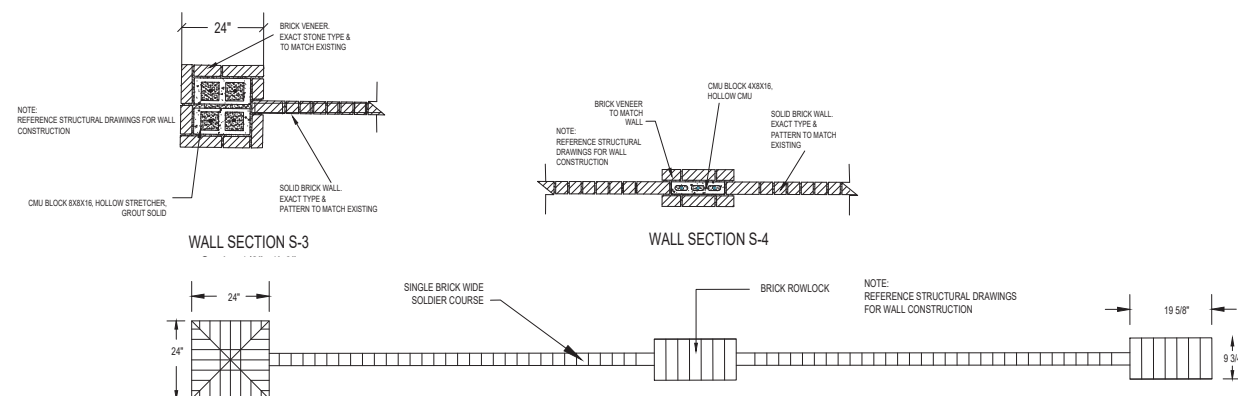 24"
BRICK VENEER.
EXACT STONE TYPE &
TO MATCH EXISTING
NOTE:
REFERENCE STRUCTURAL DRAWINGS FOR WALL
CONSTRUCTION
SOLID BRICK WALL.
EXACT TYPE &
PATTERN TO MATCH EXISTING
CMU BLOCK 8X8X16, HOLLOW STRETCHER,
GROUT SOLID
WALL SECTION S-3
CMU BLOCK 4X8X16,
HOLLOW CMU
BRICK VENEER
TO MATCH
WALL
NOTE:
REFERENCE STRUCTURAL
DRAWINGS FOR WALL
CONSTRUCTION
SOLID BRICK WALL.
EXACT TYPE &
PATTERN TO MATCH
EXISTING
WALL SECTION S-4
24"
24"
SINGLE BRICK WIDE
SOLDIER COURSE
BRICK ROWLOCK
NOTE:
REFERENCE STRUCTURAL DRAWINGS
FOR WALL CONSTRUCTION
19 5/8"
9 3/4